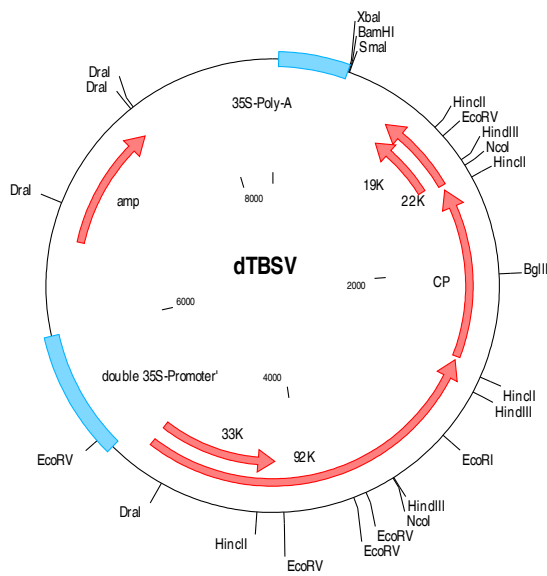 XbaI
BamHI
SmaI
DraI
DraI
35S-Poly-A
HincII
EcoRV
HindIII
NcoI
HincII
DraI
amp
8000
19K
22K
dTBSV
2000
CP
BglII
6000
double 35S-Promoter'
4000
HincII
HindIII
33K
92K
EcoRV
EcoRI
DraI
HindIII
NcoI
HincII
EcoRV
EcoRV
EcoRV